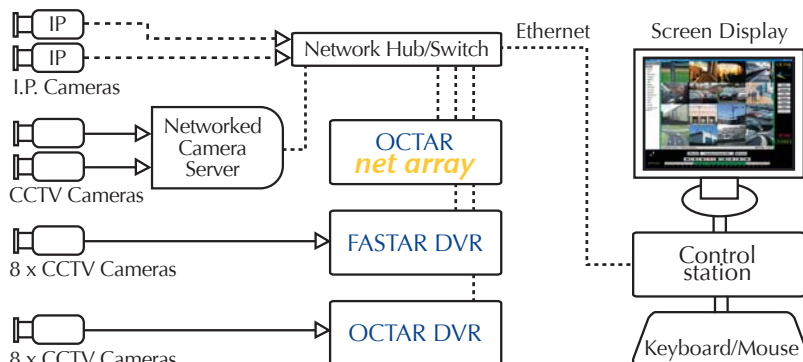 IP
IP
I.P. Cameras
Network Hub/Switch
Ethernet
Screen Display
Networked
Camera
Server
CCTV Cameras
OCTAR
net array
8 x CCTV Cameras
FASTAR DVR
Control
station
8 x CCTV Cameras
OCTAR DVR
Keyboard/Mouse